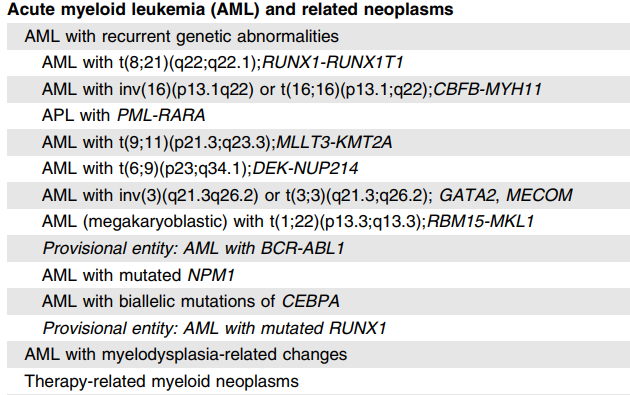 Acute myeloid leukemia (AML) and related neoplasms
AML with recurrent genetic abnormalities
AML with t(8;21)(q22;q22.1);RUNX1-RUNX1T1
AML with inv(16)(p13.1q22) or t(16;16)(p13.1;q22);CBFB-MYH11
APL with PML-RARA
AML with t(9;11)(p21.3;q23.3);MLLT3-KMT2A
AML with t(6;9)(p23;q34.1);DEK-NUP214
AML with inv(3)(q21.3q26.2) or t(3;3)(q21.3;q26.2); GATA2, MECOM
AML (megakaryoblastic) with t(1;22)(p13.3;q13.3);RBM15-MKL1
Provisional entity: AML with BCR-ABL1
AML with mutated NPM1
AML with biallelic mutations of CEBPA
Provisional entity: AML with mutated RUNX1
AML with myelodysplasia-related changes
Therapy-related myeloid neoplasms